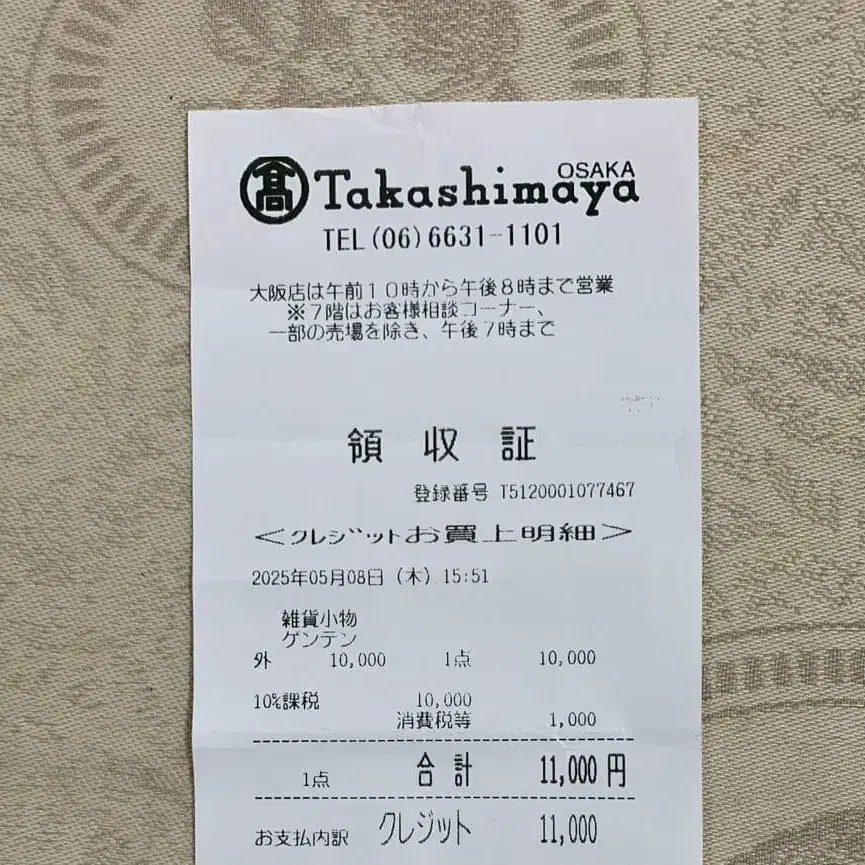 髙 Takashimaya OSAKA
TEL (06) 6631-1101
大阪店は午前10時から午後8時まで営業
※7階はお客様相談コーナー、
一部の売場を除き、午後7時まで
領収証
登録番号 T5120001077467
＜クレジットお買上明細＞
2025年05月08日（木）15:51
雑貨小物
ゲンテン
外 10,000 1点 10,000
10%課税 10,000
消費税等 1,000
1点 合計 11,000円
お支払内訳 クレジット 11,000